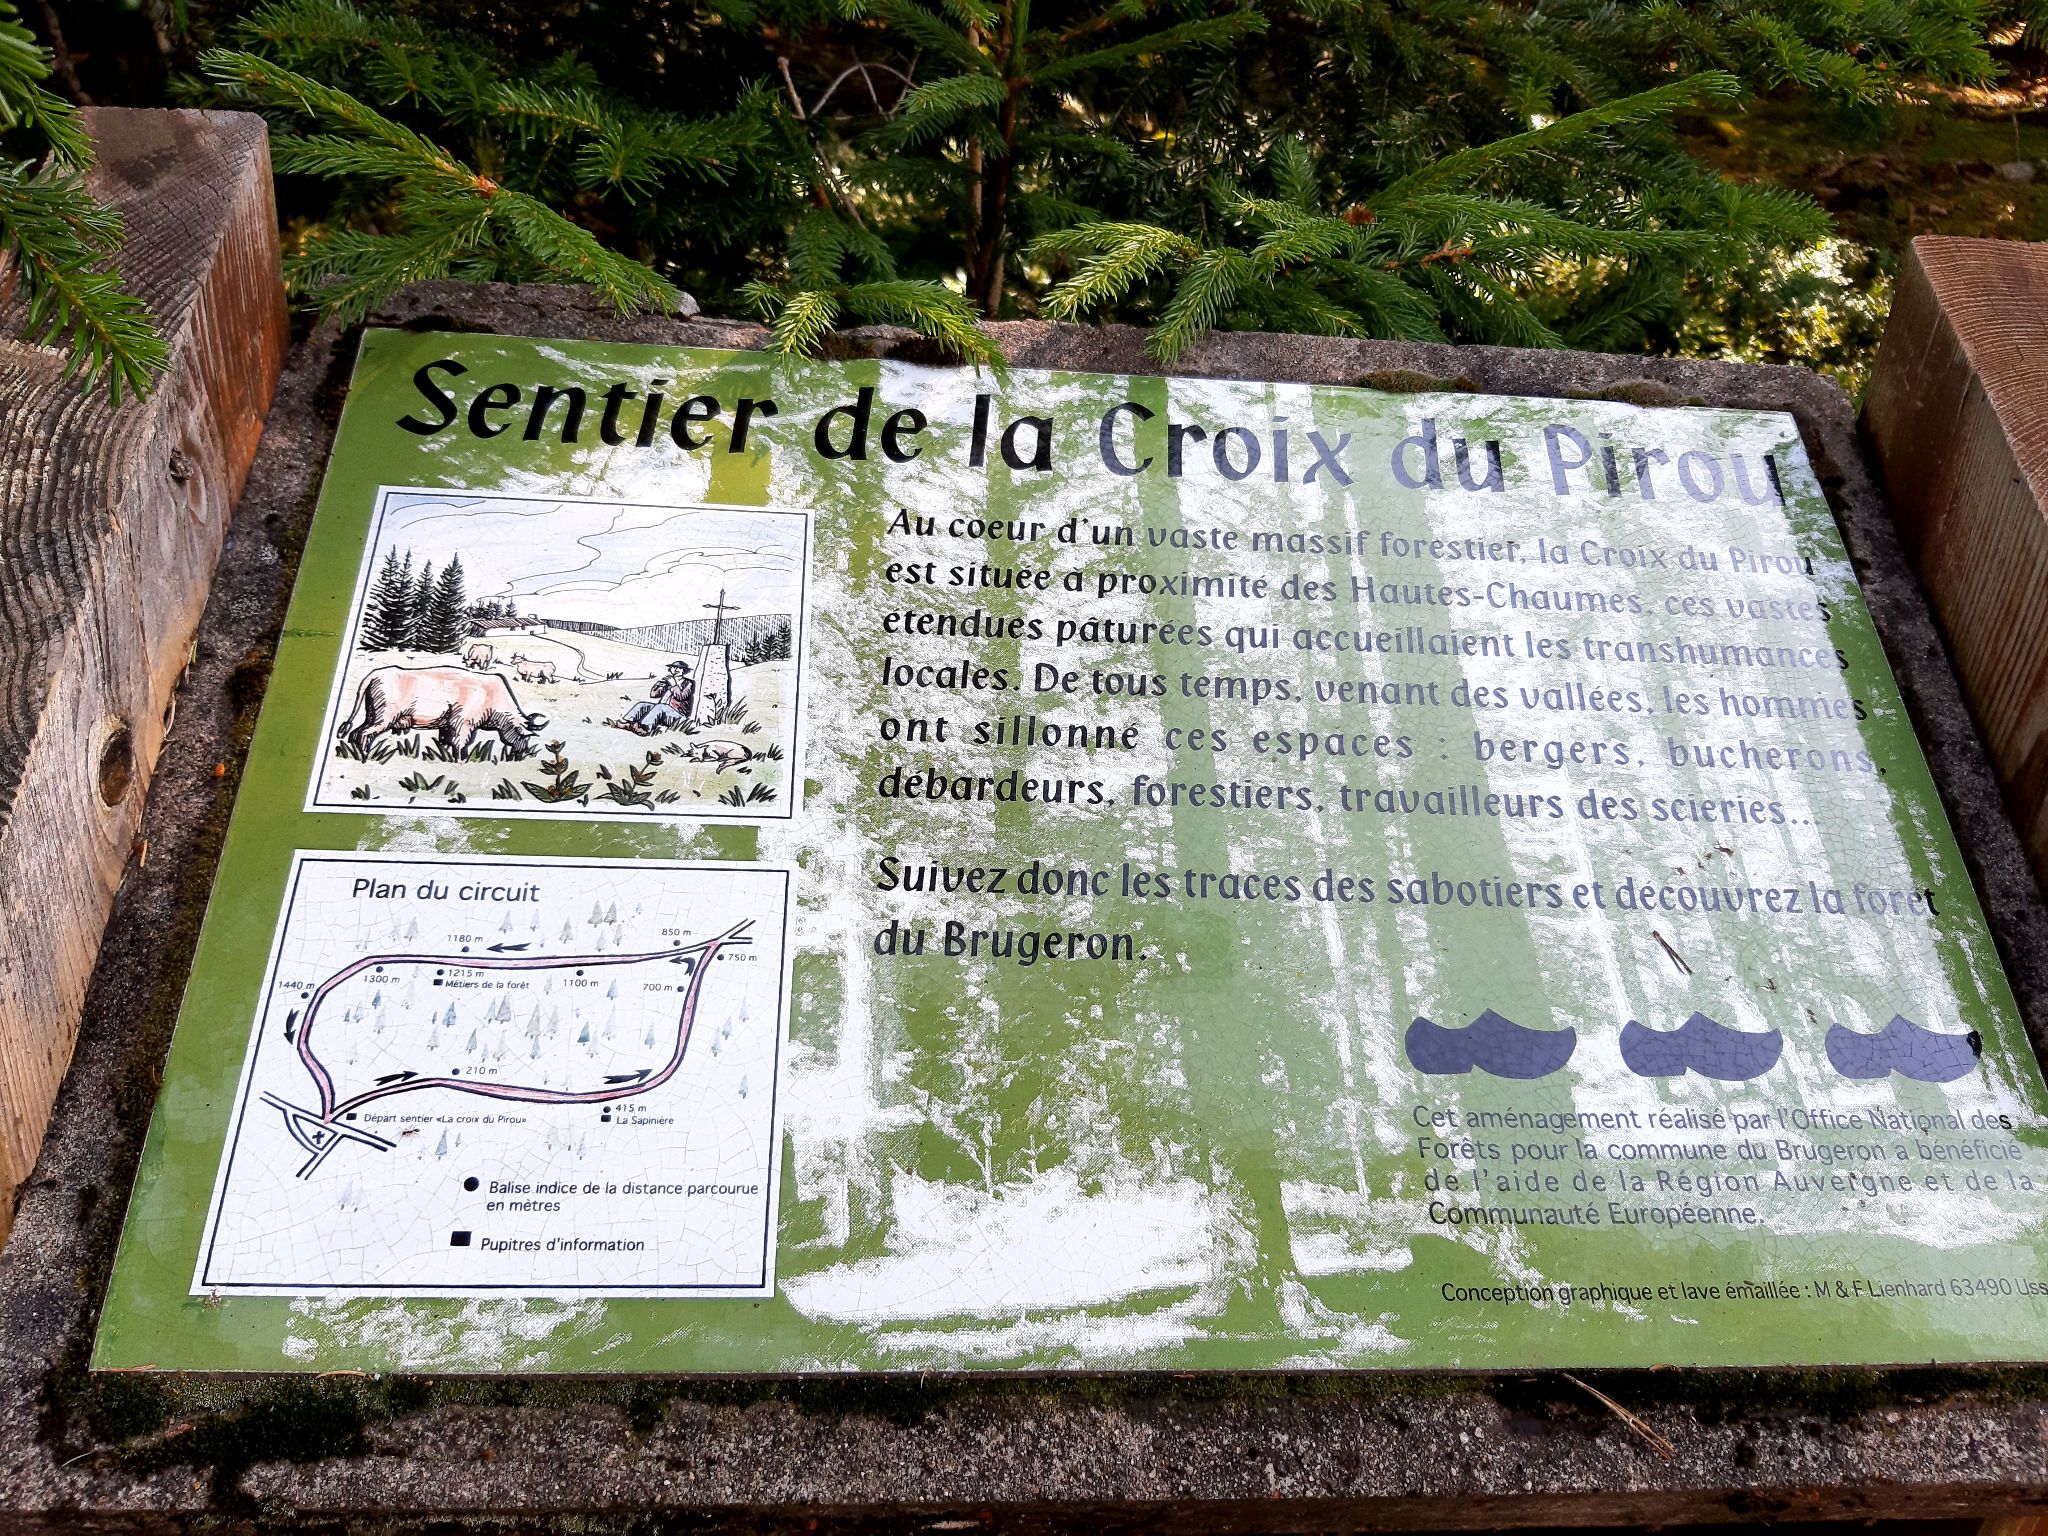 Sentier de la Croix du Pirou
Au coeur d'un vaste massif forestier, la Croix du Pirou
est située à proximité des Hautes-Chaumes, ces vastes
étendues pâturées qui accueillaient les transhumances
locales. De tous temps, venant des vallées, les hommes
ont sillonné ces espaces : bergers, bucherons,
débardeurs, forestiers, travailleurs des scieries...
Suivez donc les traces des sabotiers et découvrez la forêt
du Brugeron.
Plan du circuit
850 m
1180 m
750 m
1300 m
1215 m
Métiers de la forêt
1100 m
700 m
1440 m
210 m
415 m
La Sapinière
Départ sentier «La croix du Pirou»
Balise indice de la distance parcourue
en mètres
Pupitres d'information
Cet aménagement réalisé par l'Office National des
Forêts pour la commune du Brugeron a bénéficié
de l'aide de la Région Auvergne et de la
Communauté Européenne.
Conception graphique et lave émaillée : M & F Lienhard 63490 Uss